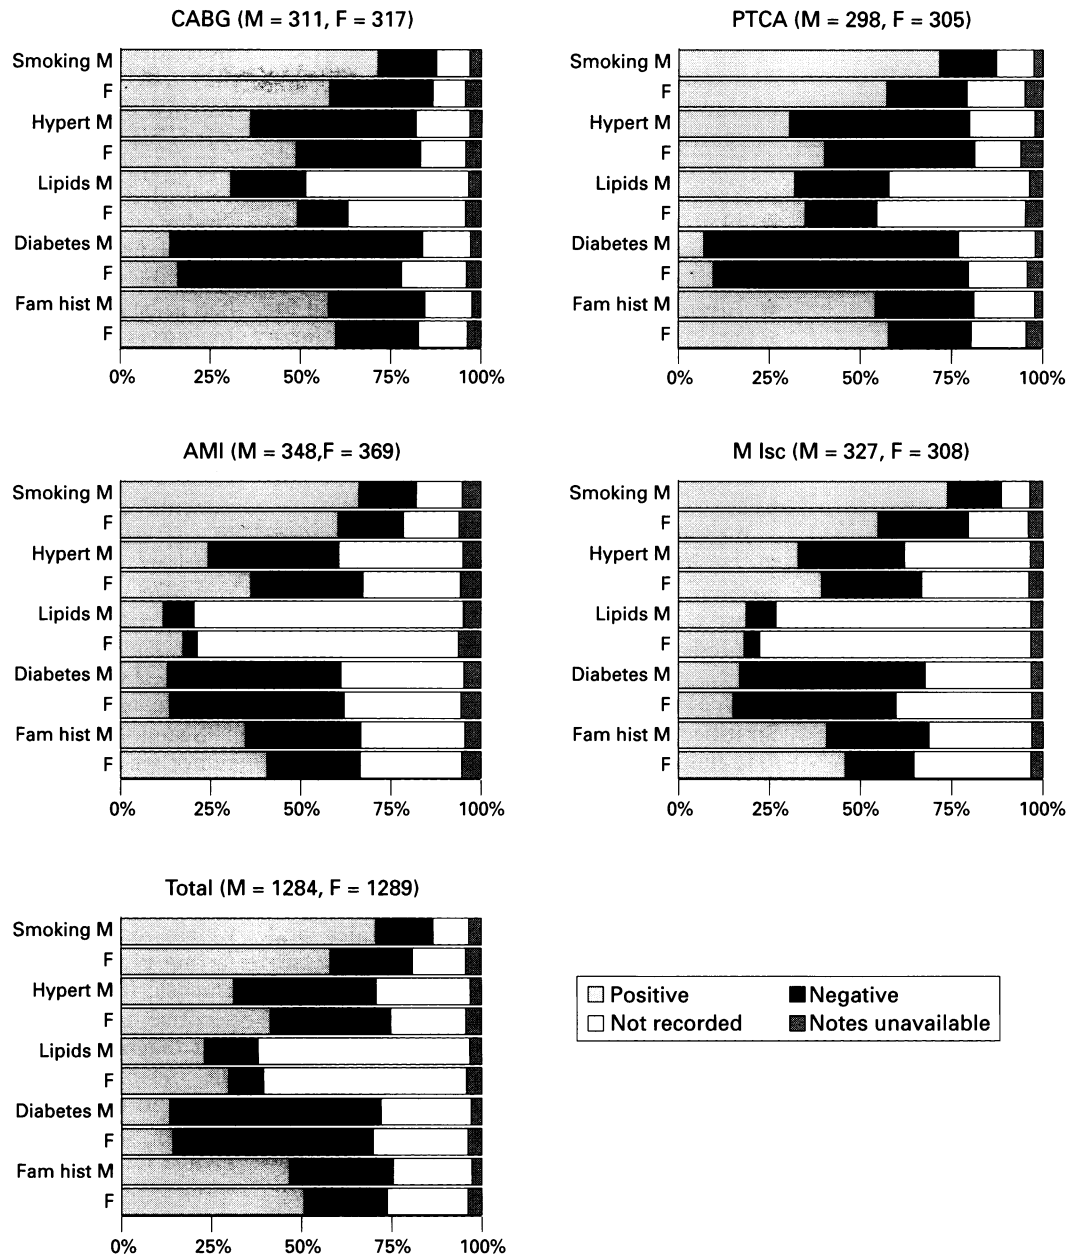 CABG (M = 311, F = 317)
Smoking M
F
Hypert M
F
Lipids M
F
Diabetes M
F
Fam hist M
F
0% 25% 50% 75% 100%
PTCA (M = 298, F = 305)
Smoking M
F
Hypert M
F
Lipids M
F
Diabetes M
F
Fam hist M
F
0% 25% 50% 75% 100%
AMI (M = 348,F = 369)
Smoking M
F
Hypert M
F
Lipids M
F
Diabetes M
F
Fam hist M
F
0% 25% 50% 75% 100%
M Isc (M = 327, F = 308)
Smoking M
F
Hypert M
F
Lipids M
F
Diabetes M
F
Fam hist M
F
0% 25% 50% 75% 100%
Total (M = 1284, F = 1289)
Smoking M
F
Hypert M
F
Lipids M
F
Diabetes M
F
Fam hist M
F
0% 25% 50% 75% 100%
Positive Negative
Not recorded Notes unavailable